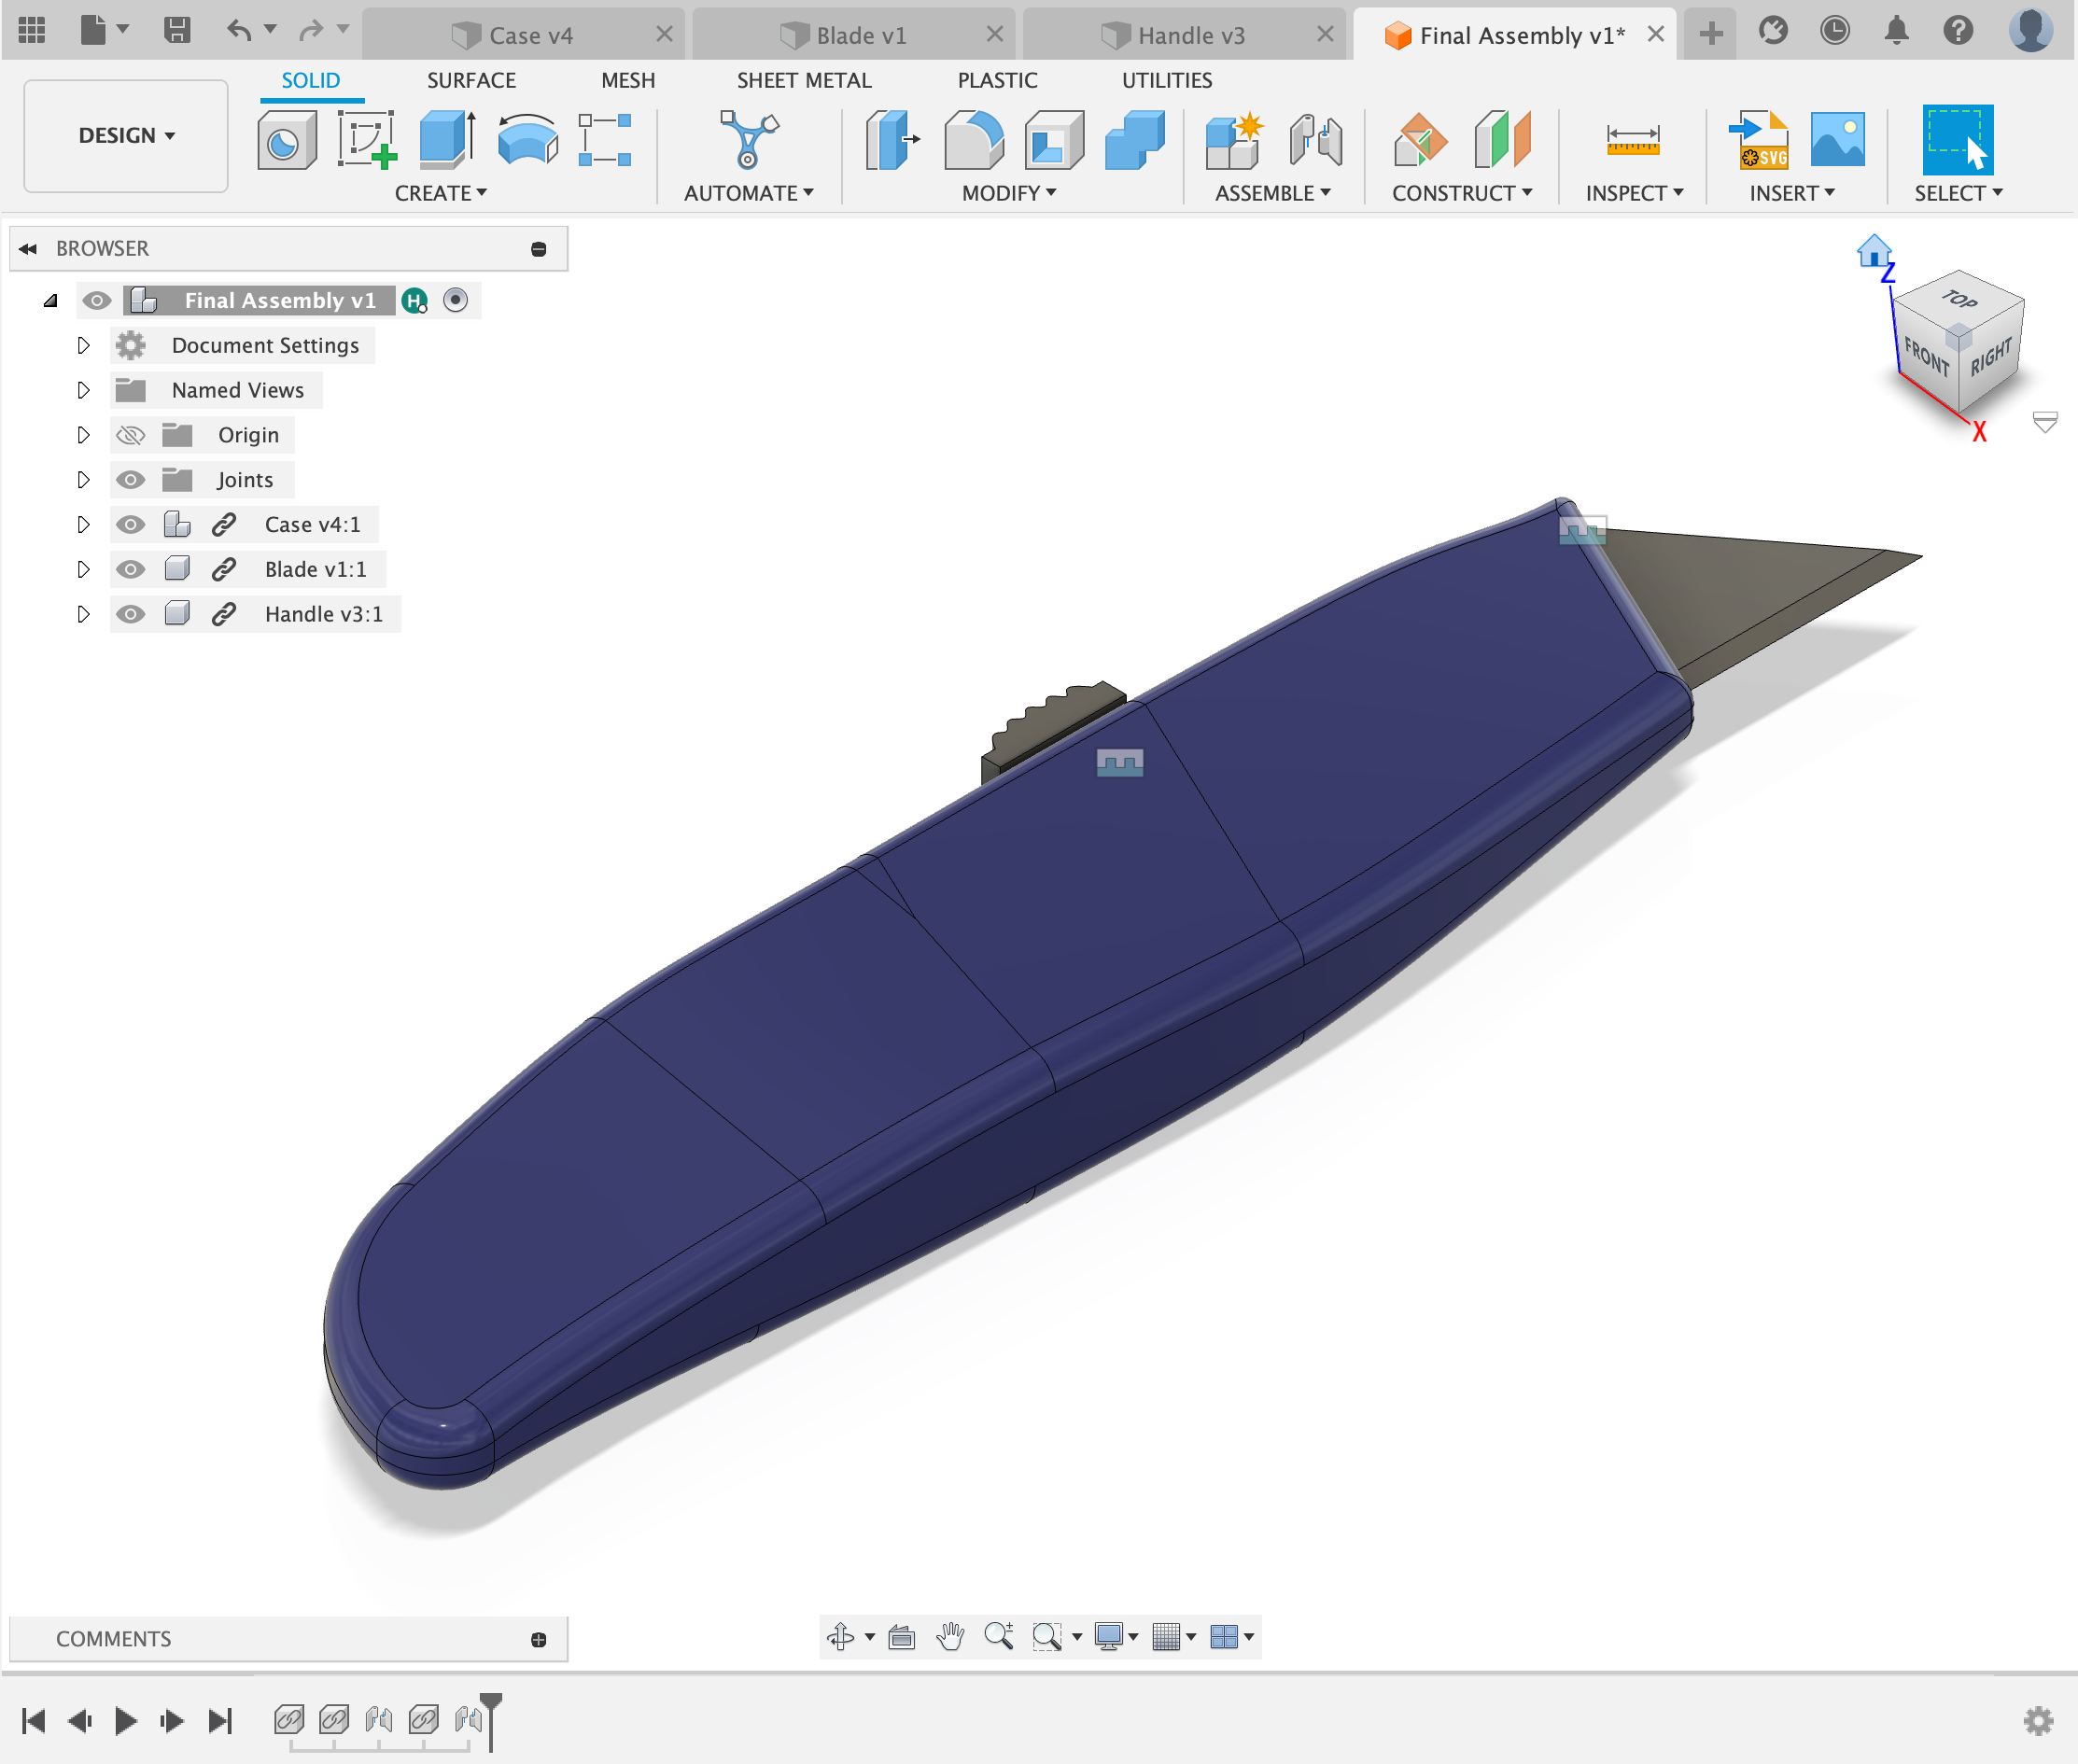 Case v4
Blade v1
Handle v3
Final Assembly v1*
SOLID
SURFACE
MESH
SHEET METAL
PLASTIC
UTILITIES
DESIGN
CREATE
AUTOMATE
MODIFY
ASSEMBLE
CONSTRUCT
INSPECT
SVG
INSERT
SELECT
BROWSER
Final Assembly v1
H
Document Settings
Named Views
Origin
Joints
Case v4:1
Blade v1:1
Handle v3:1
Z
TOP
FRONT
RIGHT
X
COMMENTS